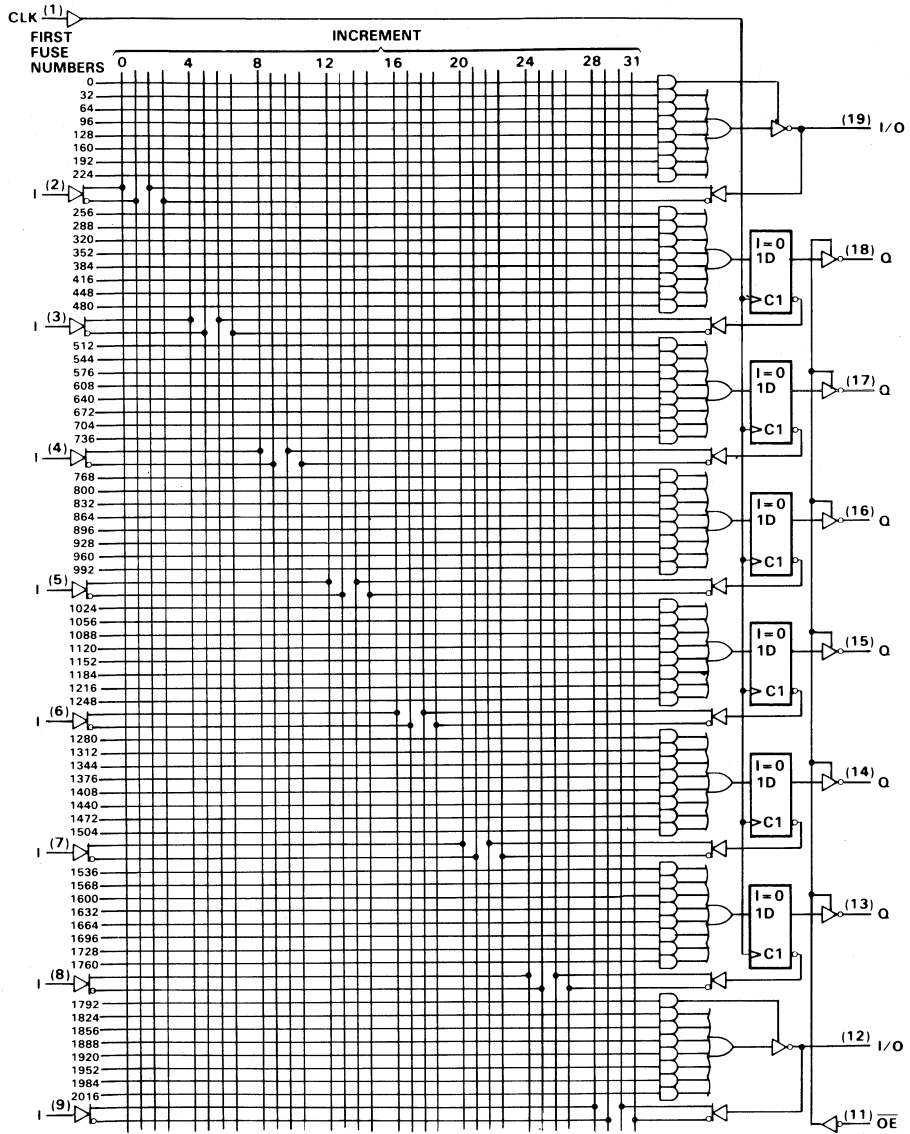 CLK (1)
FIRST FUSE NUMBERS
INCREMENT
0 4 8 12 16 20 24 28 31
0
32
64
96
128
160
192
224
(19) I/O
I (2)
256
288
320
352
384
416
448
480
I=0
1D
C1
(18) Q
I (3)
512
544
576
608
640
672
704
736
I=0
1D
C1
(17) Q
I (4)
768
800
832
864
896
928
960
992
I=0
1D
C1
(16) Q
I (5)
1024
1056
1088
1120
1152
1184
1216
1248
I=0
1D
C1
(15) Q
I (6)
1280
1312
1344
1376
1408
1440
1472
1504
I=0
1D
C1
(14) Q
I (7)
1536
1568
1600
1632
1664
1696
1728
1760
I=0
1D
C1
(13) Q
I (8)
1792
1824
1856
1888
1920
1952
1984
2016
(12) I/O
I (9)
(11) O̅E̅